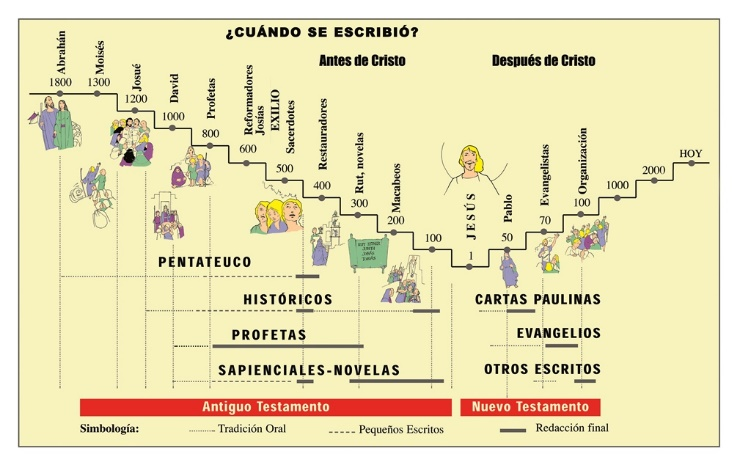 ¿CUÁNDO SE ESCRIBIÓ?
Antes de Cristo
Después de Cristo
Abrahán
1800
Moisés
1300
Josué
1200
David
1000
Profetas
800
Reformadores
Josías
EXILIO
Sacerdotes
600
500
Restauradores
400
Rut, novelas
300
Macabeos
200
100
JESÚS
1
Pablo
50
Evangelistas
70
Organización
100
1000
2000
HOY
PENTATEUCO
HISTÓRICOS
PROFETAS
SAPIENCIALES-NOVELAS
CARTAS PAULINAS
EVANGELIOS
OTROS ESCRITOS
Antiguo Testamento
Nuevo Testamento
Simbología:
Tradición Oral
Pequeños Escritos
Redacción final